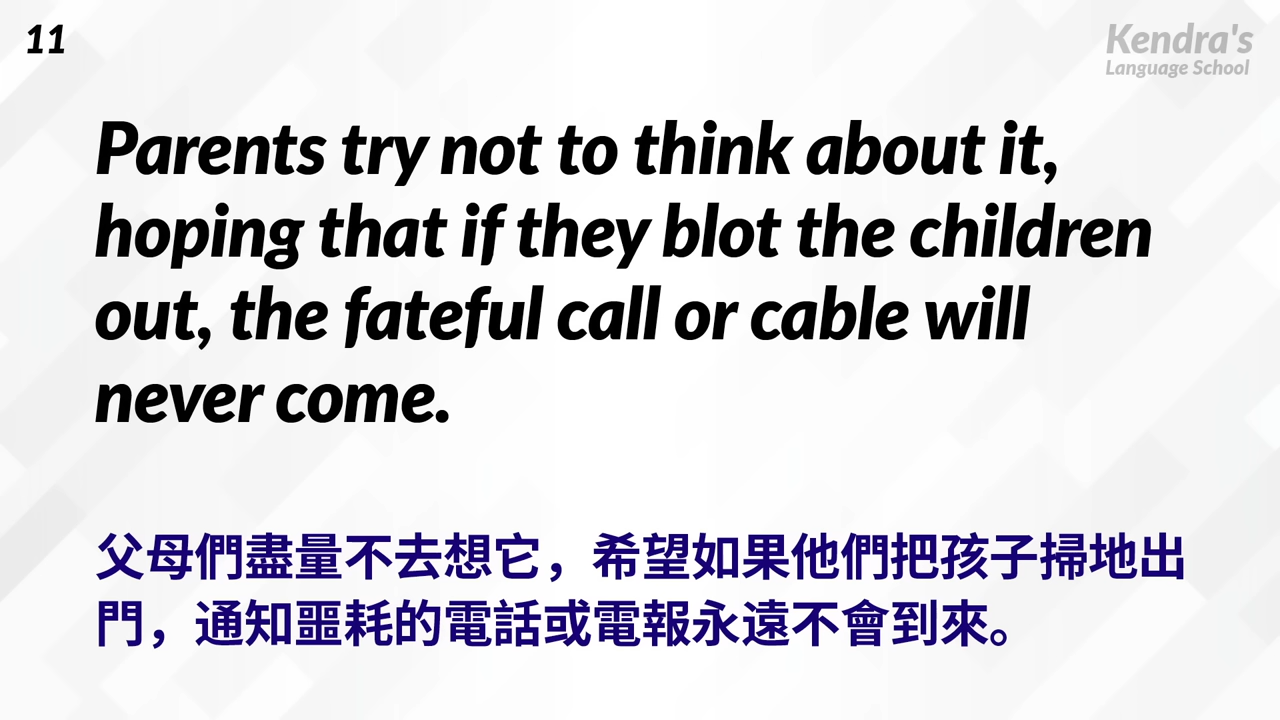 11
Kendra's
Language School
Parents try not to think about it,
hoping that if they blot the children
out, the fateful call or cable will
never come.
父母們盡量不去想它，希望如果他們把孩子掃地出
門，通知噩耗的電話或電報永遠不會到來。